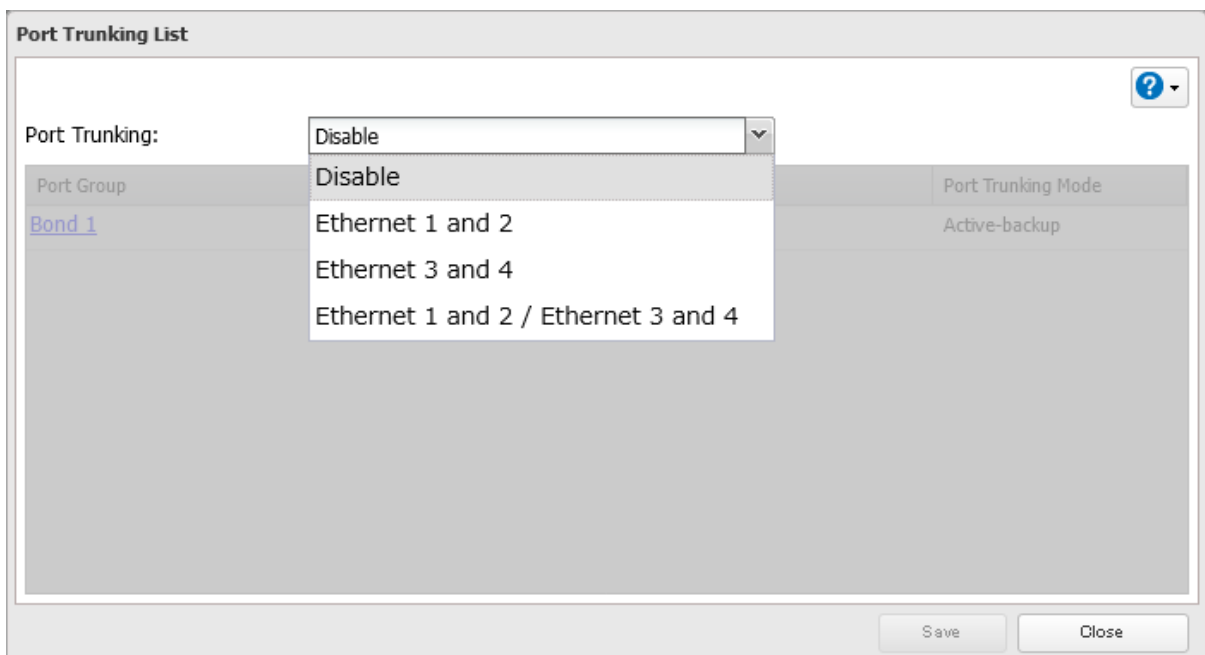 Port Trunking List
Port Trunking: Disable
Port Group Port Trunking Mode
Bond 1 Active-backup
Disable
Ethernet 1 and 2
Ethernet 3 and 4
Ethernet 1 and 2 / Ethernet 3 and 4
Save Close